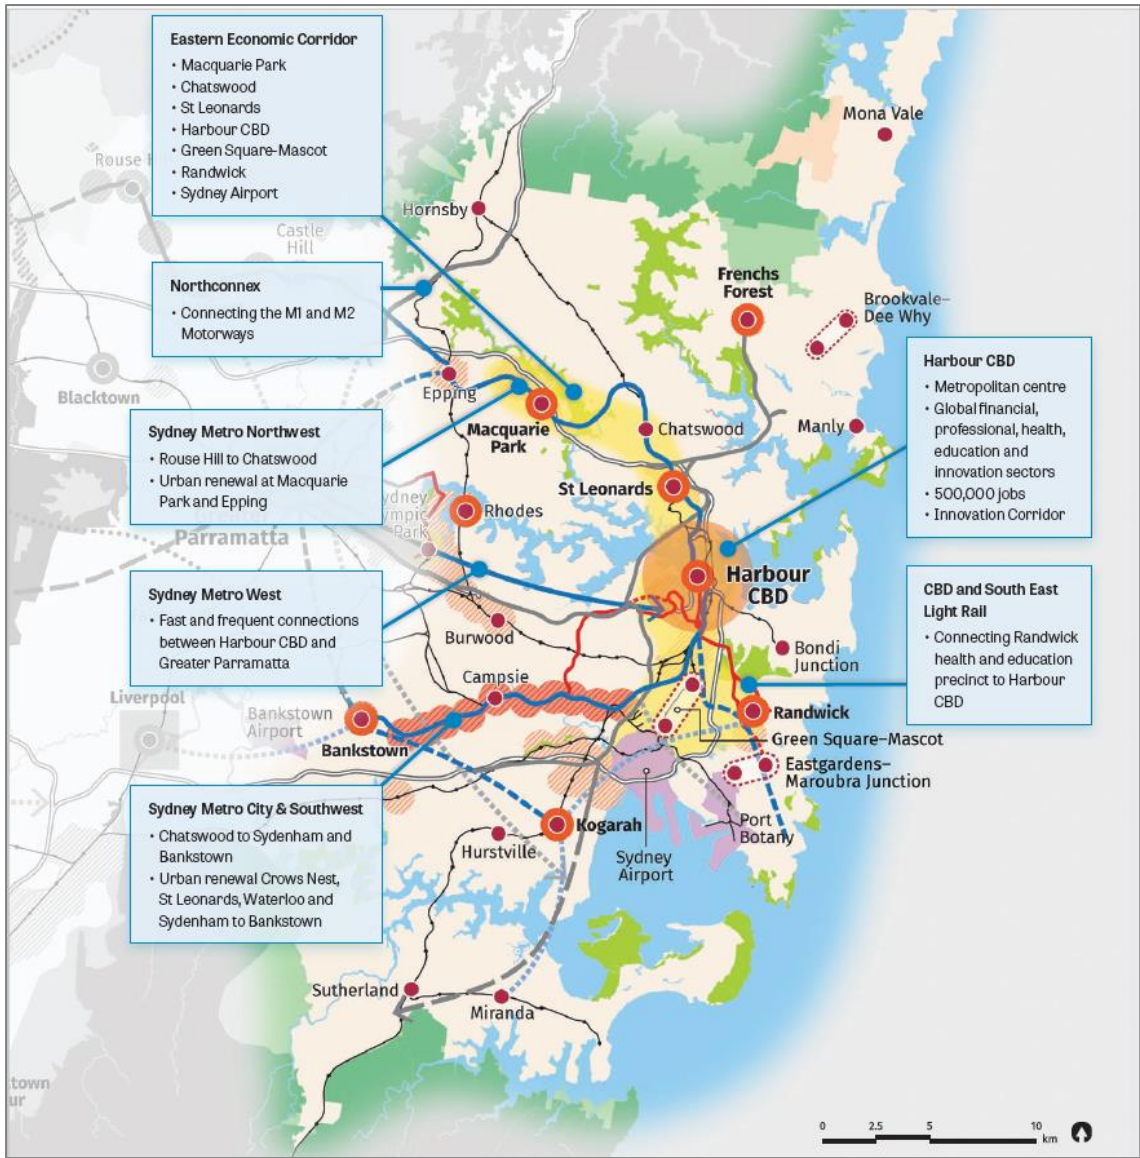 Eastern Economic Corridor
• Macquarie Park
• Chatswood
• St Leonards
• Harbour CBD
• Green Square-Mascot
• Randwick
• Sydney Airport
Mona Vale
Rouse
Hornsby
Castle
Hill
Northconnex
• Connecting the M1 and M2
Motorways
Frenchs
Forest
Brookvale–
Dee Why
Harbour CBD
• Metropolitan centre
• Global financial,
professional, health,
education and
innovation sectors
• 500,000 jobs
• Innovation Corridor
Blacktown
Epping
Macquarie
Park
Chatswood
Manly
Sydney Metro Northwest
• Rouse Hill to Chatswood
• Urban renewal at Macquarie
Park and Epping
St Leonards
Rhodes
Park
Parramatta
Harbour
CBD
Sydney Metro West
• Fast and frequent connections
between Harbour CBD and
Greater Parramatta
CBD and South East
Light Rail
• Connecting Randwick
health and education
precinct to Harbour
CBD
Burwood
Bondi
Junction
Campsie
Liverpool
Bankstown
Airport
Bankstown
Randwick
Green Square–Mascot
Eastgardens–
Maroubra Junction
Sydney Metro City & Southwest
• Chatswood to Sydenham and
Bankstown
• Urban renewal Crows Nest,
St Leonards, Waterloo and
Sydenham to Bankstown
Kogarah
Hurstville
Port
Botany
Sydney
Airport
Sutherland
Miranda
0 2.5 5 10
km